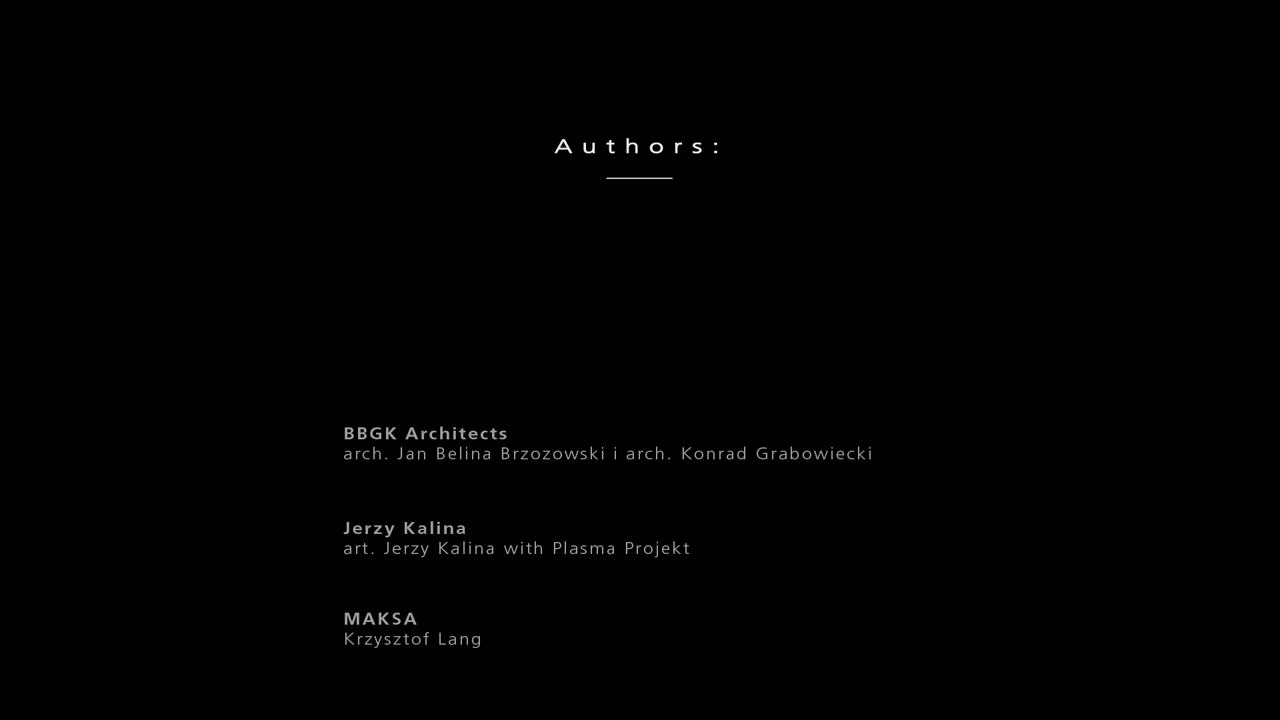 Authors:
BBGK Architects
arch. Jan Belina Brzozowski i arch. Konrad Grabowiecki
Jerzy Kalina
art. Jerzy Kalina with Plasma Projekt
MAKSA
Krzysztof Lang